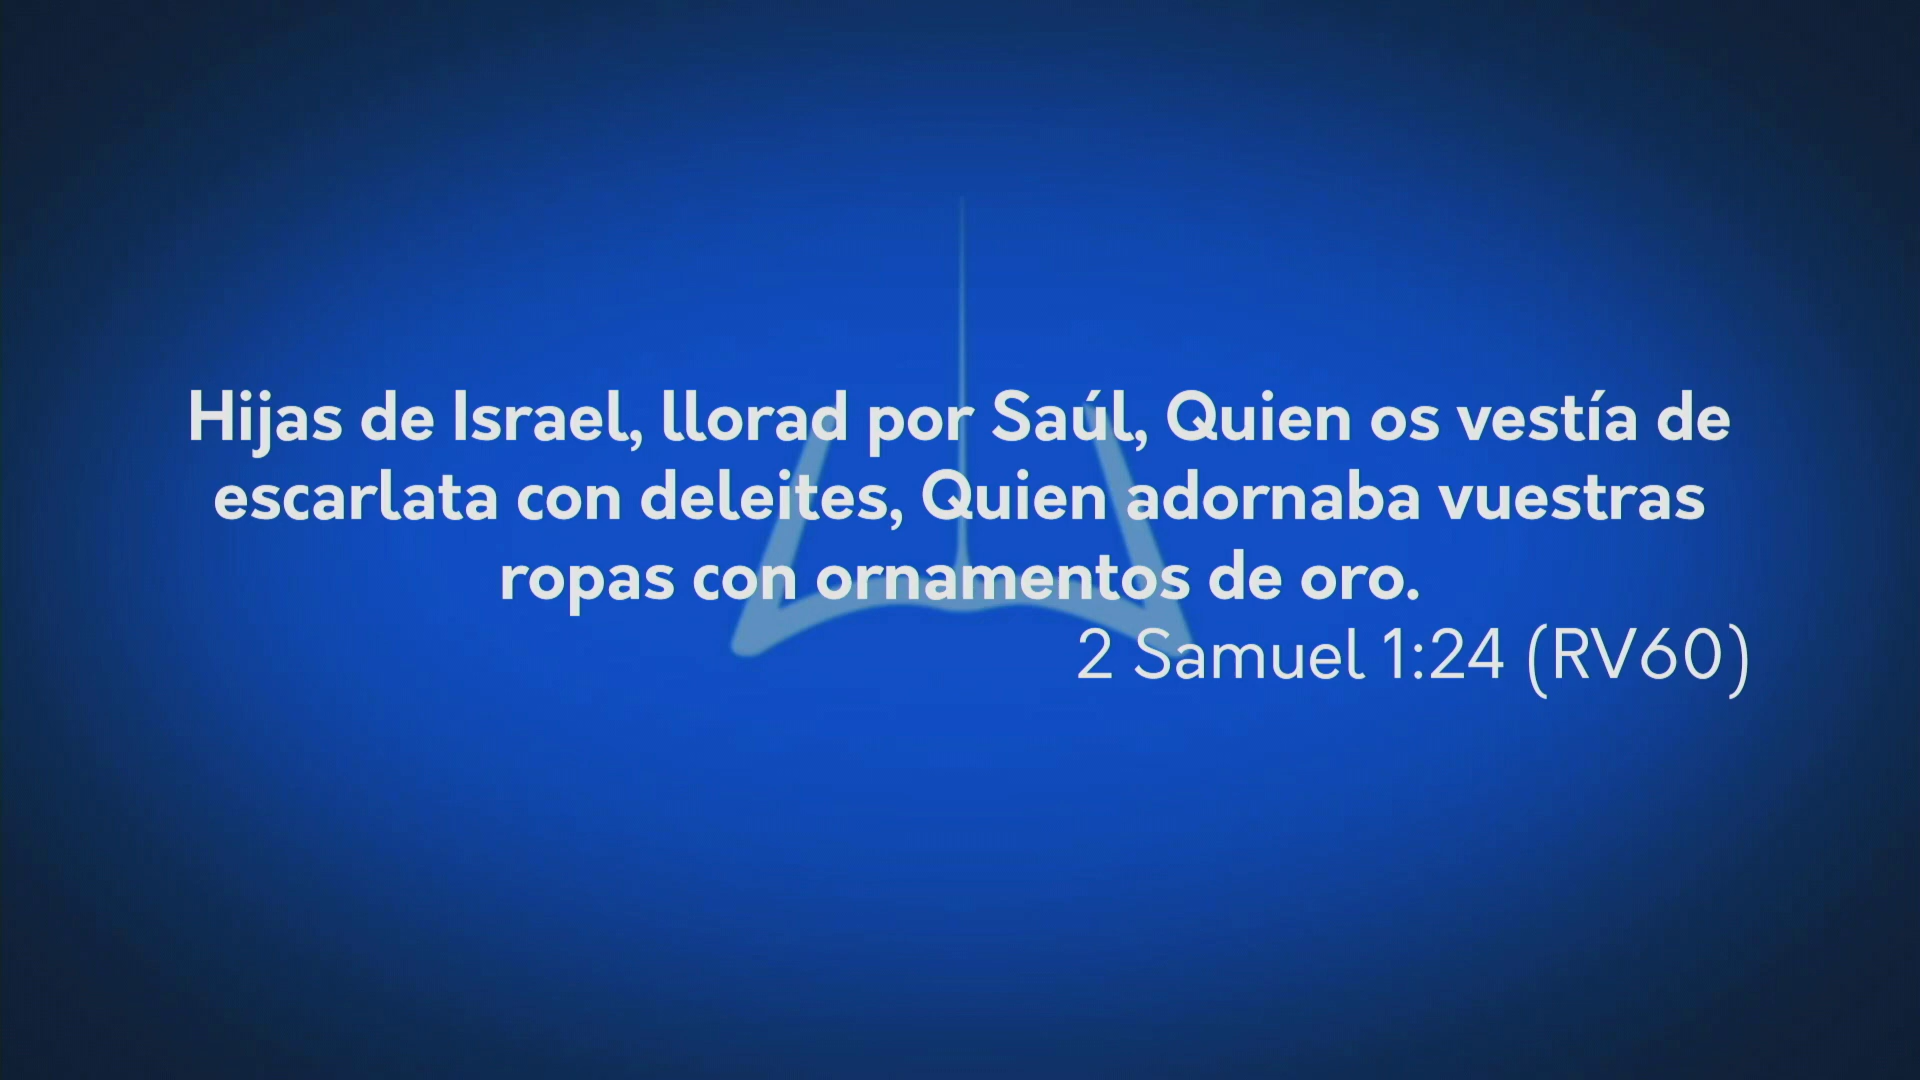 Hijas de Israel, llorad por Saúl, Quien os vestía de
escarlata con deleites, Quien adornaba vuestras
ropas con ornamentos de oro.
2 Samuel 1:24 (RV60)